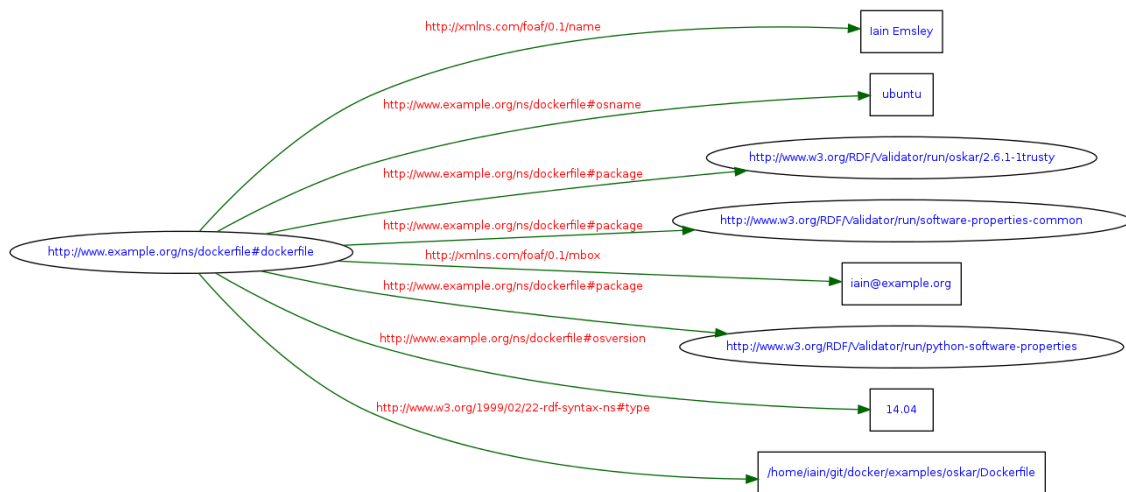 http://xmlns.com/foaf/0.1/name
Iain Emsley
http://www.example.org/ns/dockerfile#osname
ubuntu
http://www.example.org/ns/dockerfile#package
http://www.w3.org/RDF/Validator/run/oskar/2.6.1-1trusty
http://www.example.org/ns/dockerfile#package
http://www.w3.org/RDF/Validator/run/software-properties-common
http://www.example.org/ns/dockerfile#dockerfile
http://xmlns.com/foaf/0.1/mbox
iain@example.org
http://www.example.org/ns/dockerfile#package
http://www.w3.org/RDF/Validator/run/python-software-properties
http://www.example.org/ns/dockerfile#osversion
14.04
http://www.w3.org/1999/02/22-rdf-syntax-ns#type
/home/iain/git/docker/examples/oskar/Dockerfile